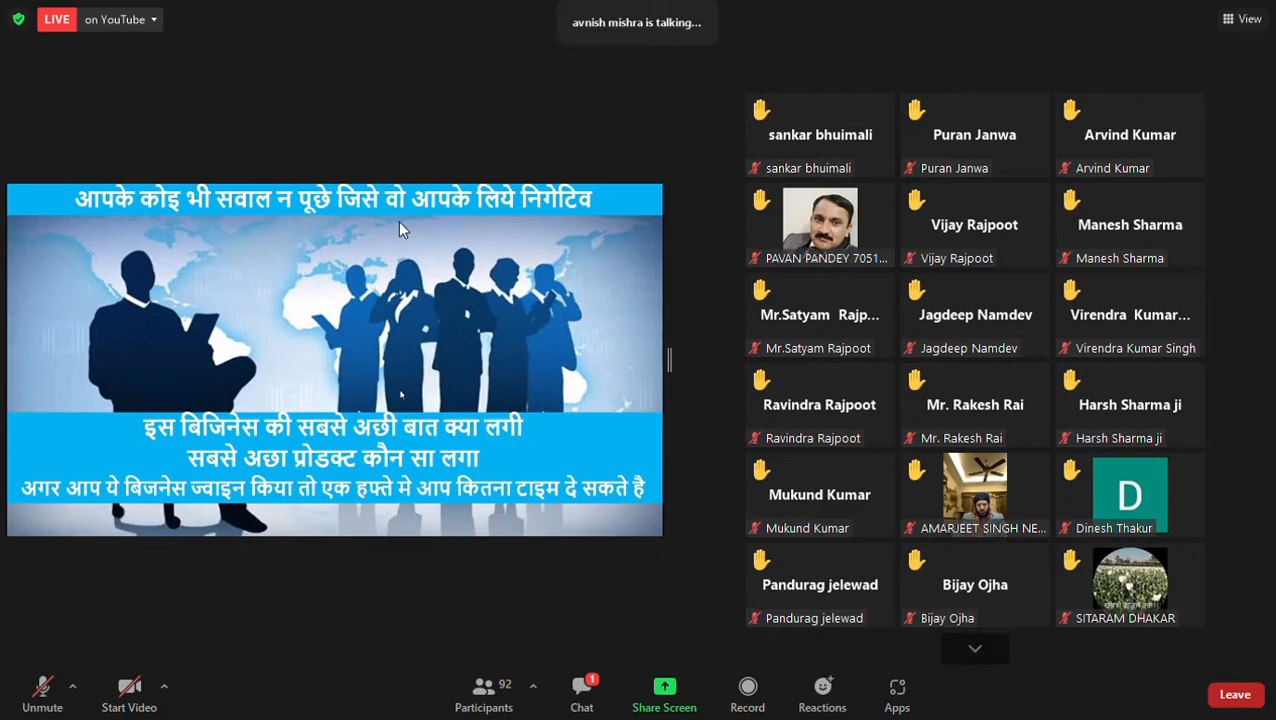 LIVE on YouTube
avnish mishra is talking...
View
आपके कोइ भी सवाल न पूछे जिसे वो आपके लिये निगेटिव
इस बिजिनेस की सबसे अछी बात क्या लगी
सबसे अछा प्रोडक्ट कौन सा लगा
अगर आप ये बिजनेस ज्वाइन किया तो एक हफ्ते मे आप कितना टाइम दे सकते है
sankar bhuimali
sankar bhuimali
Puran Janwa
Puran Janwa
Arvind Kumar
Arvind Kumar
PAVAN PANDEY 7051...
Vijay Rajpoot
Vijay Rajpoot
Manesh Sharma
Manesh Sharma
Mr.Satyam Rajp...
Mr.Satyam Rajpoot
Jagdeep Namdev
Jagdeep Namdev
Virendra Kumar...
Virendra Kumar Singh
Ravindra Rajpoot
Ravindra Rajpoot
Mr. Rakesh Rai
Mr. Rakesh Rai
Harsh Sharma ji
Harsh Sharma ji
Mukund Kumar
Mukund Kumar
AMARJEET SINGH NE...
D
Dinesh Thakur
Pandurag jelewad
Pandurag jelewad
Bijay Ojha
Bijay Ojha
SITARAM DHAKAR
Unmute
Start Video
92
Participants
1
Chat
Share Screen
Record
Reactions
Apps
Leave